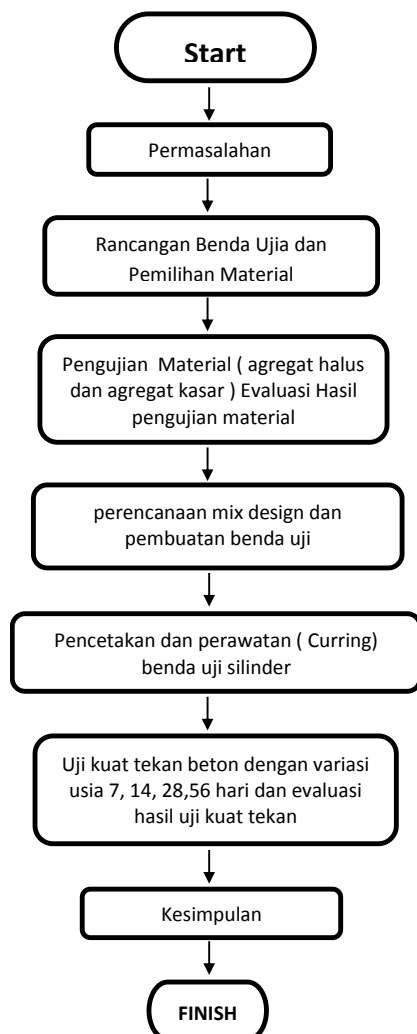 Start
Permasalahan
Rancangan Benda Ujia dan
Pemilihan Material
Pengujian Material ( agregat halus
dan agregat kasar ) Evaluasi Hasil
pengujian material
perencanaan mix design dan
pembuatan benda uji
Pencetakan dan perawatan ( Curring)
benda uji silinder
Uji kuat tekan beton dengan variasi
usia 7, 14, 28,56 hari dan evaluasi
hasil uji kuat tekan
Kesimpulan
FINISH